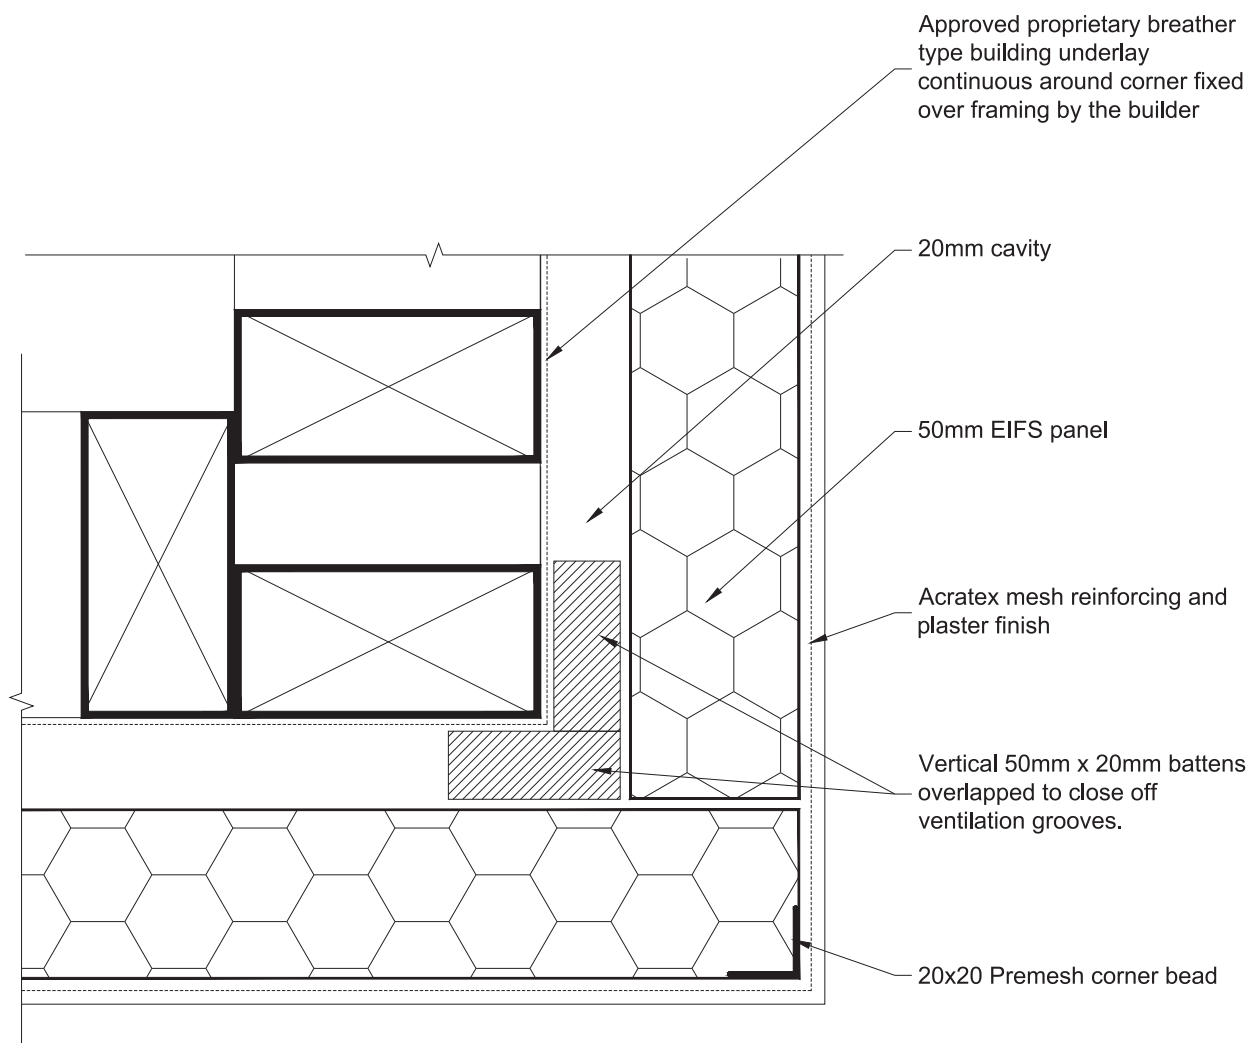 Approved proprietary breather
type building underlay
continuous around corner fixed
over framing by the builder
20mm cavity
50mm EIFS panel
Acratex mesh reinforcing and
plaster finish
Vertical 50mm x 20mm battens
overlapped to close off
ventilation grooves.
20x20 Premesh corner bead